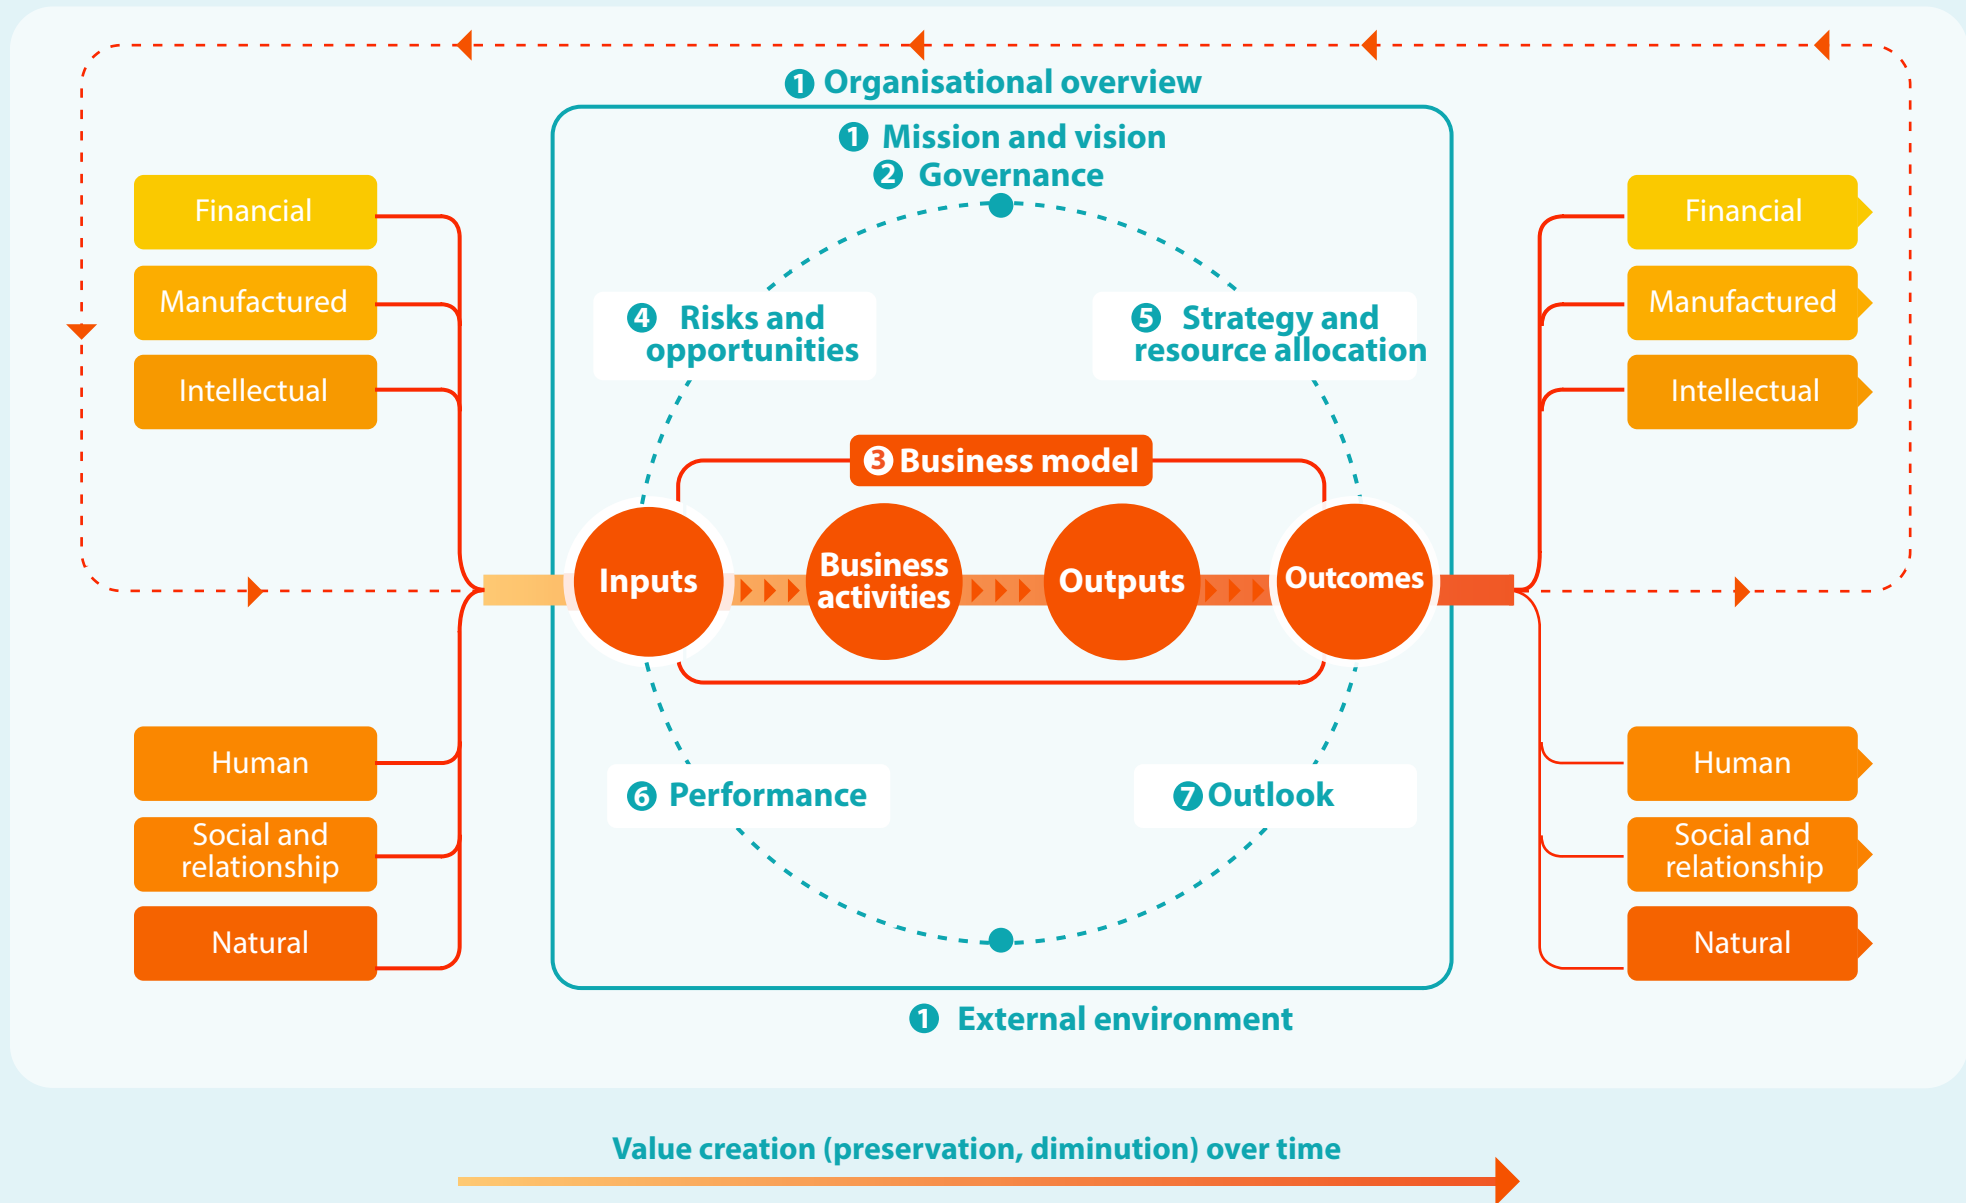 1 Organisational overview
1 Mission and vision
2 Governance
Financial
Manufactured
Intellectual
Human
Social and
relationship
Natural
4 Risks and
opportunities
5 Strategy and
resource allocation
3 Business model
Inputs
Business
activities
Outputs
Outcomes
6 Performance
7 Outlook
Financial
Manufactured
Intellectual
Human
Social and
relationship
Natural
1 External environment
Value creation (preservation, diminution) over time